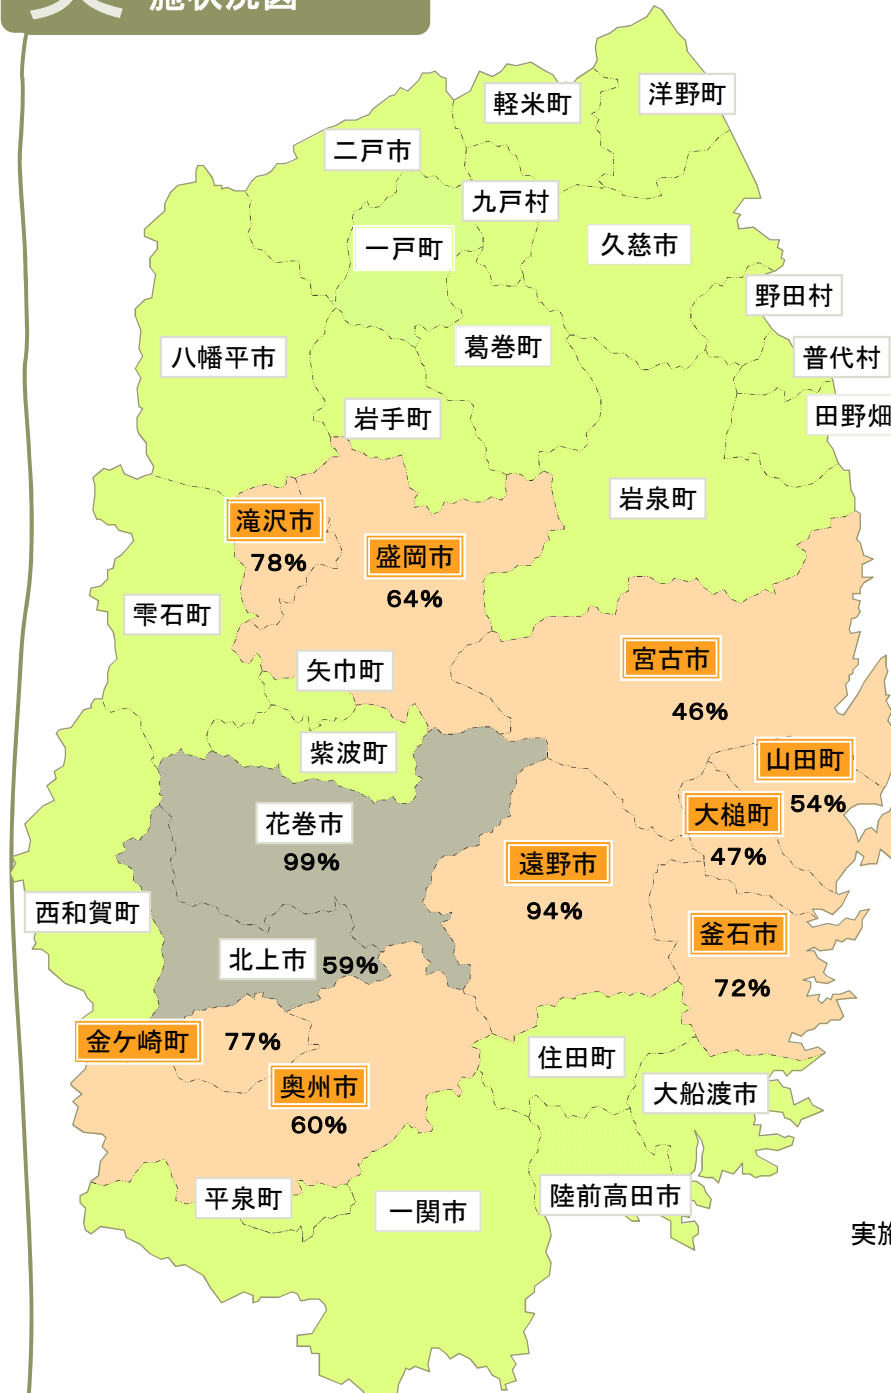 施状況図
洋野町
軽米町
二戸市
九戸村
久慈市
一戸町
野田村
葛巻町
八幡平市
普代村
岩手町
田野畑
岩泉町
滝沢市
78%
盛岡市
64%
雫石町
宮古市
矢巾町
46%
紫波町
山田町
54%
大槌町
花巻市
47%
99%
遠野市
94%
西和賀町
釜石市
北上市 59%
72%
金ケ崎町
77%
住田町
奥州市
大船渡市
60%
平泉町
陸前高田市
一関市
実施